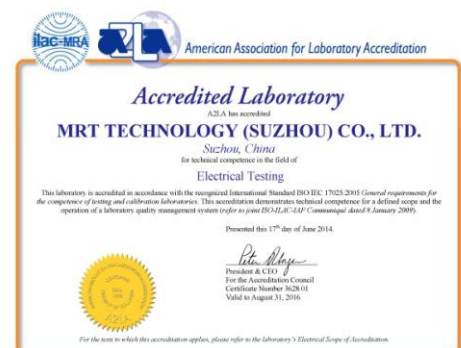 ilac-MRA
A2LA
American Association for Laboratory Accreditation
Accredited Laboratory
A2LA has accredited
MRT TECHNOLOGY (SUZHOU) CO., LTD.
Suzhou, China
for technical competence in the field of
Electrical Testing
This laboratory is accredited in accordance with the recognized International Standard ISO/IEC 17025:2005 General requirements for
the competence of testing and calibration laboratories. This accreditation demonstrates technical competence for a defined scope and the
operation of a laboratory quality management system (refer to joint ISO-ILAC-IAF Communiqué dated 8 January 2009).
Presented this 17th day of June 2014.
President & CEO
For the Accreditation Council
Certificate Number 3628.01
Valid to August 31, 2016
A2LA
For the tests to which this accreditation applies, please refer to the laboratory's Electrical Scope of Accreditation.